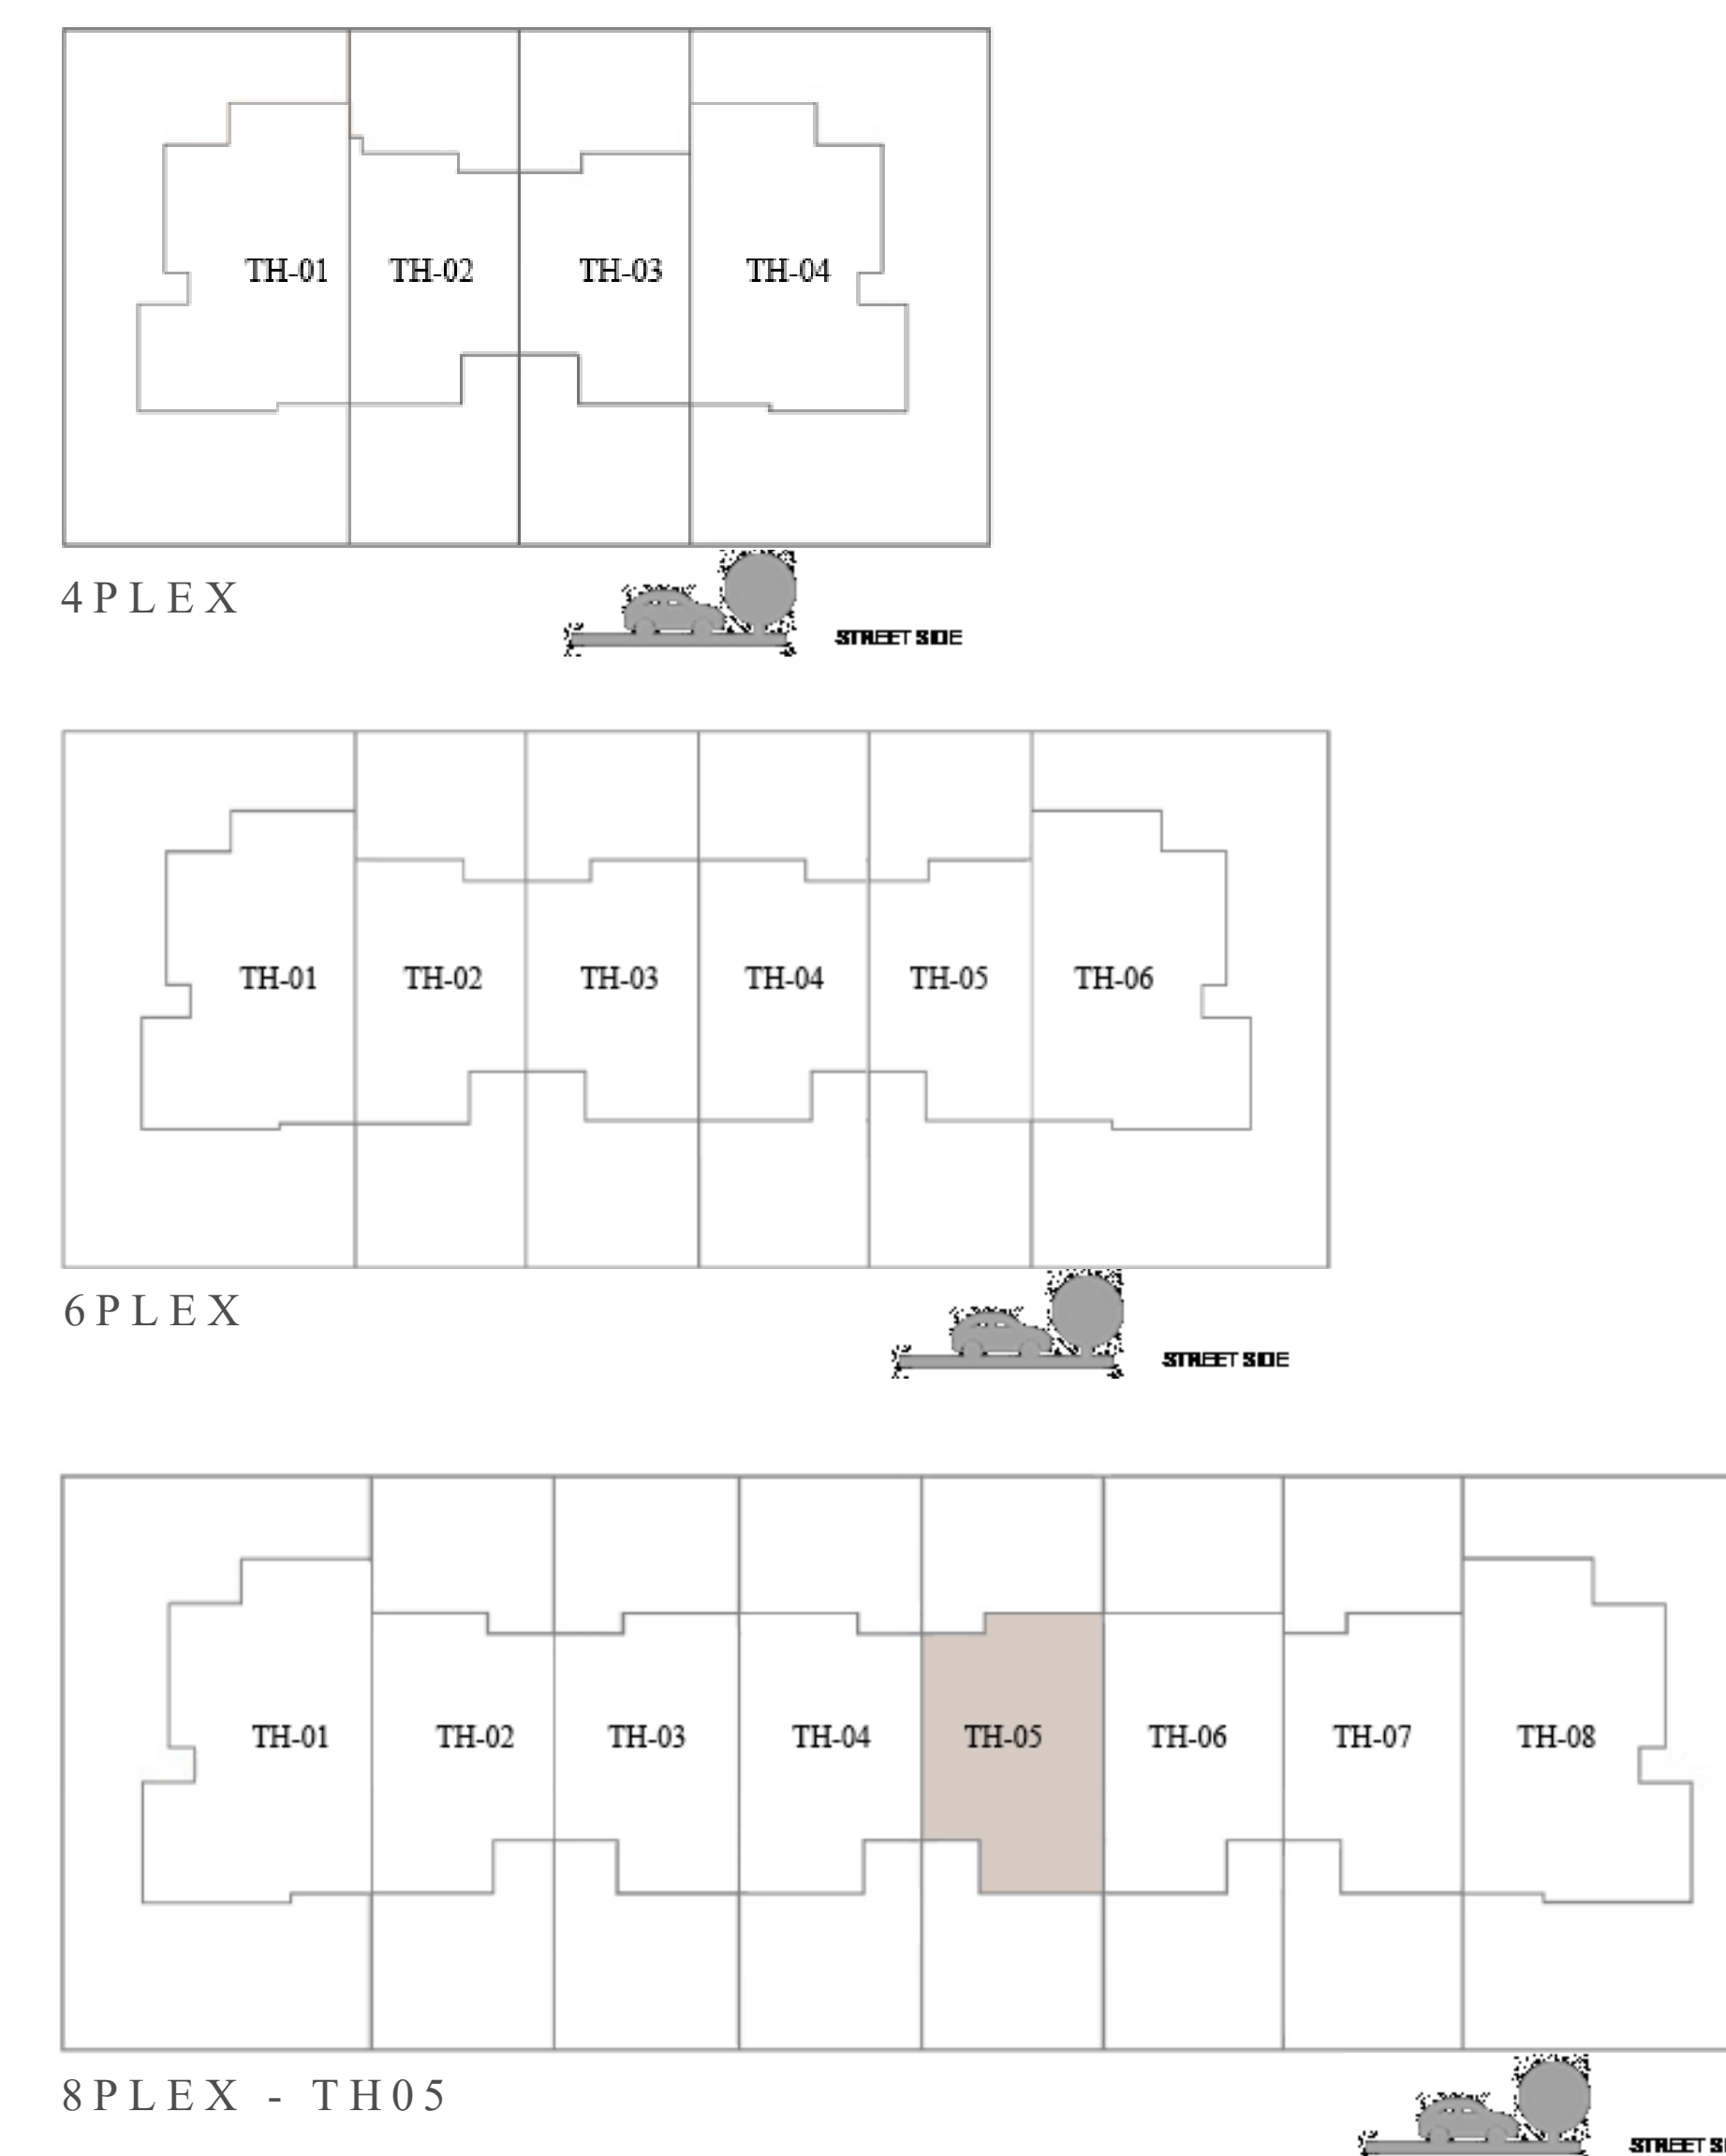 TH-01 TH-02 TH-03 TH-04
4PLEX
STREET SIDE
TH-01 TH-02 TH-03 TH-04 TH-05 TH-06
6PLEX
STREET SIDE
TH-01 TH-02 TH-03 TH-04 TH-05 TH-06 TH-07 TH-08
8PLEX - TH05
STREET